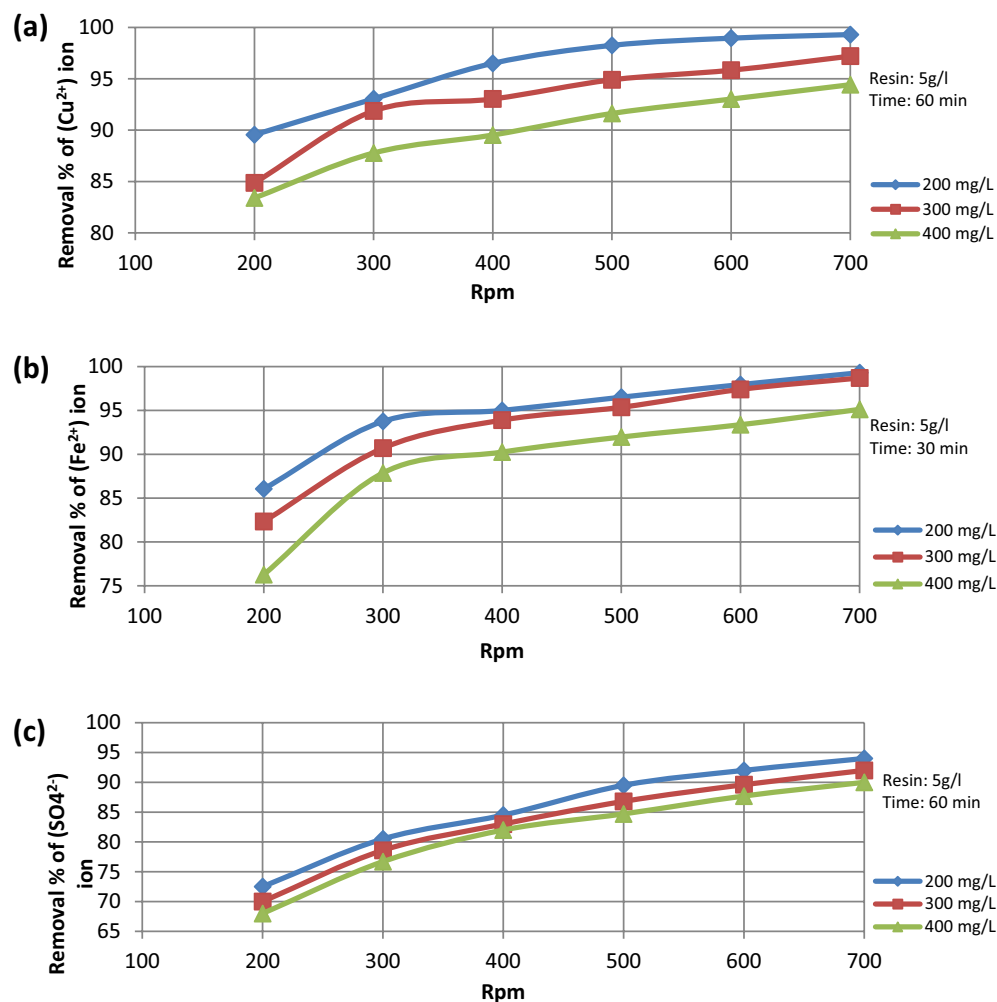 (a)
Removal % of (Cu²⁺) ion
100
95
90
85
80
100 200 300 400 500 600 700
Rpm
Resin: 5g/l
Time: 60 min
200 mg/L
300 mg/L
400 mg/L
(b)
Removal % of (Fe²⁺) ion
100
95
90
85
80
75
100 200 300 400 500 600 700
Rpm
Resin: 5g/l
Time: 30 min
200 mg/L
300 mg/L
400 mg/L
(c)
Removal % of (SO4²⁻)
ion
100
95
90
85
80
75
70
65
100 200 300 400 500 600 700
Rpm
Resin: 5g/l
Time: 60 min
200 mg/L
300 mg/L
400 mg/L